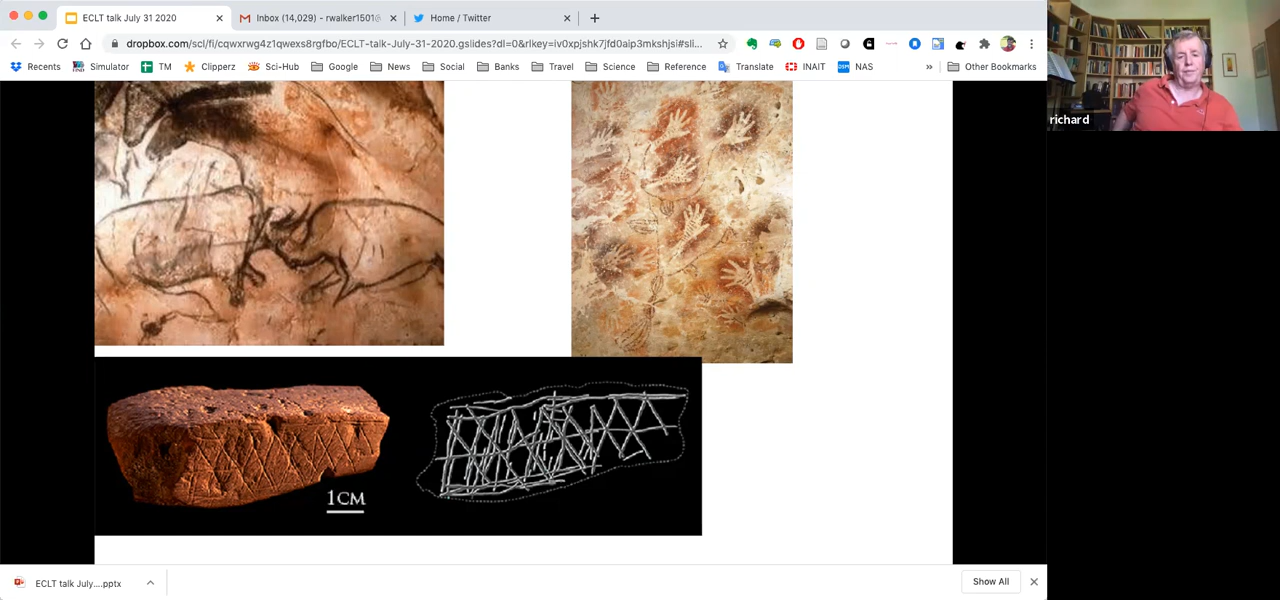 ECLT talk July 31 2020
Inbox (14,029) - rwalker1501@
Home / Twitter
dropbox.com/scl/fi/cqwxrwg4z1qwexs8rgfbo/ECLT-talk-July-31-2020.gslides?dl=0&rlkey=iv0xpjshk7jfd0aip3mkshjsi#sli...
Recents Simulator TM Clipperz Sci-Hub Google News Social Banks Travel Science Reference Translate INAIT NAS » Other Bookmarks
richard
1CM
ECLT talk July....pptx
Show All